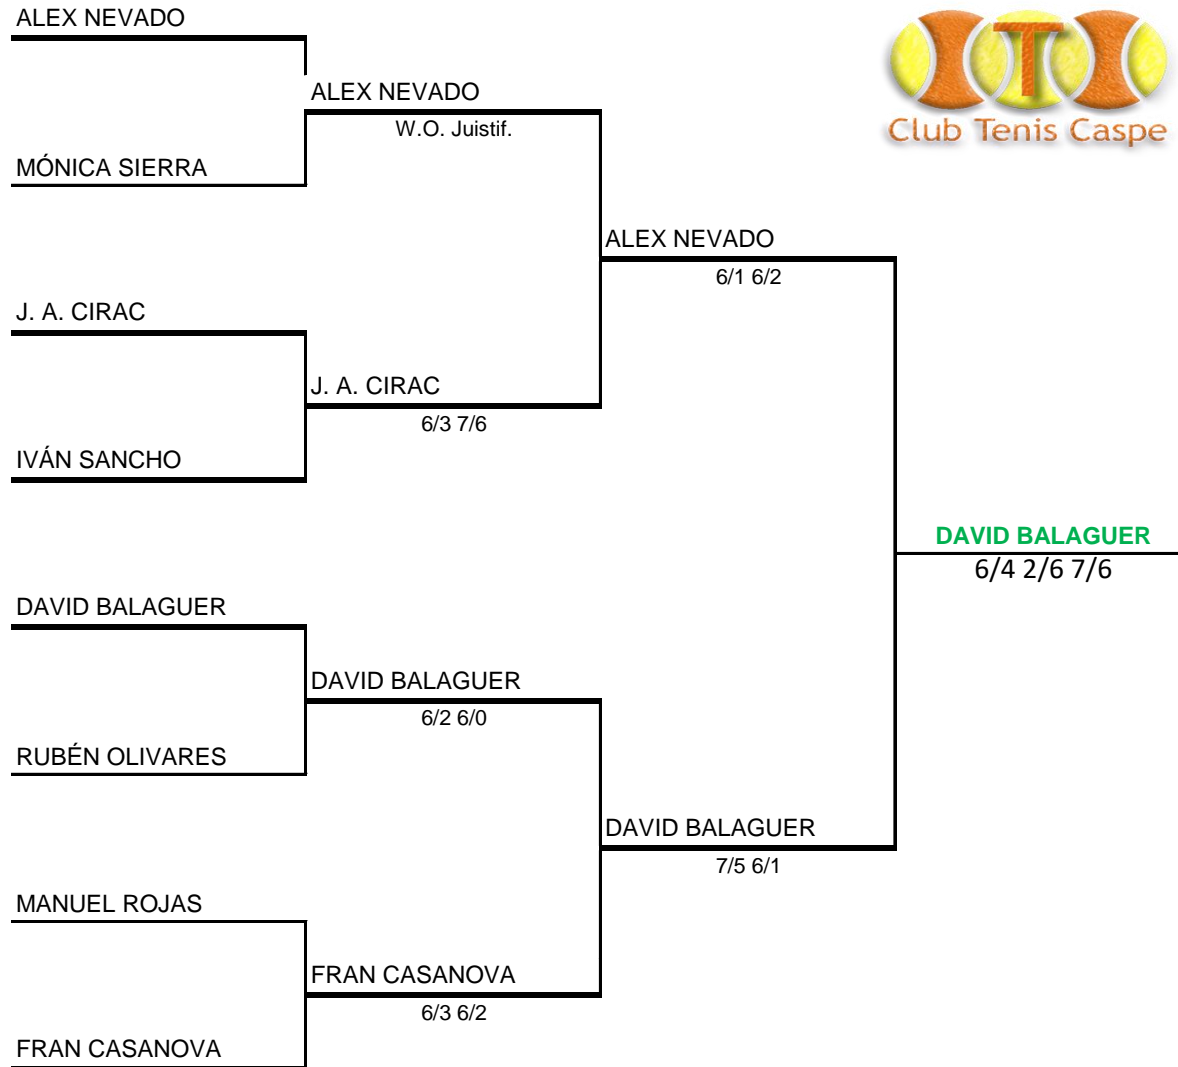 ALEX NEVADO
ALEX NEVADO
W.O. Juistif.
Club Tenis Caspe
MÓNICA SIERRA
ALEX NEVADO
6/1 6/2
J. A. CIRAC
J. A. CIRAC
6/3 7/6
IVÁN SANCHO
DAVID BALAGUER
6/4 2/6 7/6
DAVID BALAGUER
DAVID BALAGUER
6/2 6/0
RUBÉN OLIVARES
DAVID BALAGUER
7/5 6/1
MANUEL ROJAS
FRAN CASANOVA
6/3 6/2
FRAN CASANOVA